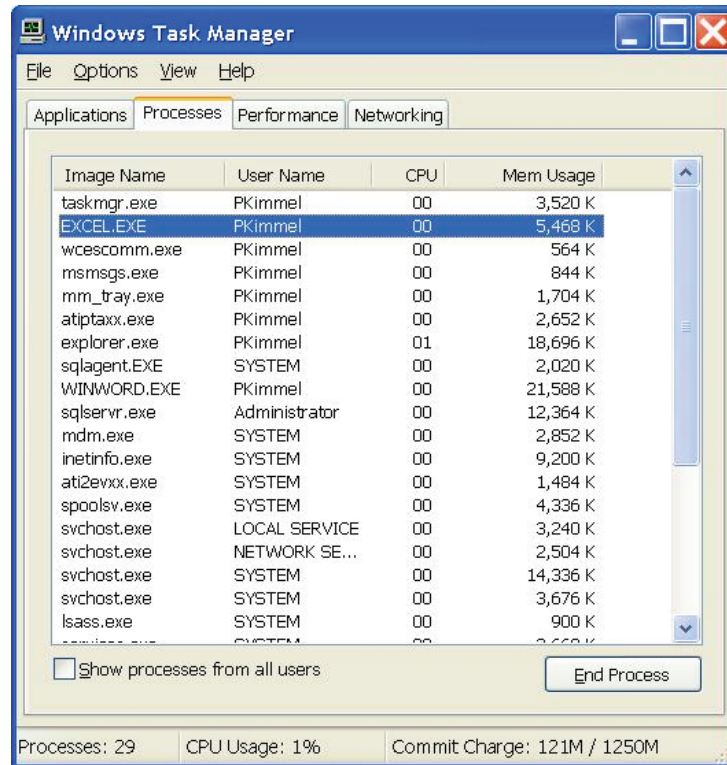 Windows Task Manager
File Options View Help
Applications Processes Performance Networking
Image Name User Name CPU Mem Usage
taskmgr.exe PKimmel 00 3,520 K
EXCEL.EXE PKimmel 00 5,468 K
wcescomm.exe PKimmel 00 564 K
msmsgs.exe PKimmel 00 844 K
mm_tray.exe PKimmel 00 1,704 K
atiptaxx.exe PKimmel 00 2,652 K
explorer.exe PKimmel 01 18,696 K
sqlagent.EXE SYSTEM 00 2,020 K
WINWORD.EXE PKimmel 00 21,588 K
sqlservr.exe Administrator 00 12,364 K
mdm.exe SYSTEM 00 2,852 K
inetinfo.exe SYSTEM 00 9,200 K
ati2evxx.exe SYSTEM 00 1,484 K
spoolsv.exe SYSTEM 00 4,336 K
svchost.exe LOCAL SERVICE 00 3,240 K
svchost.exe NETWORK SE... 00 2,504 K
svchost.exe SYSTEM 00 14,336 K
svchost.exe SYSTEM 00 3,676 K
lsass.exe SYSTEM 00 900 K
Show processes from all users End Process
Processes: 29 CPU Usage: 1% Commit Charge: 121M / 1250M